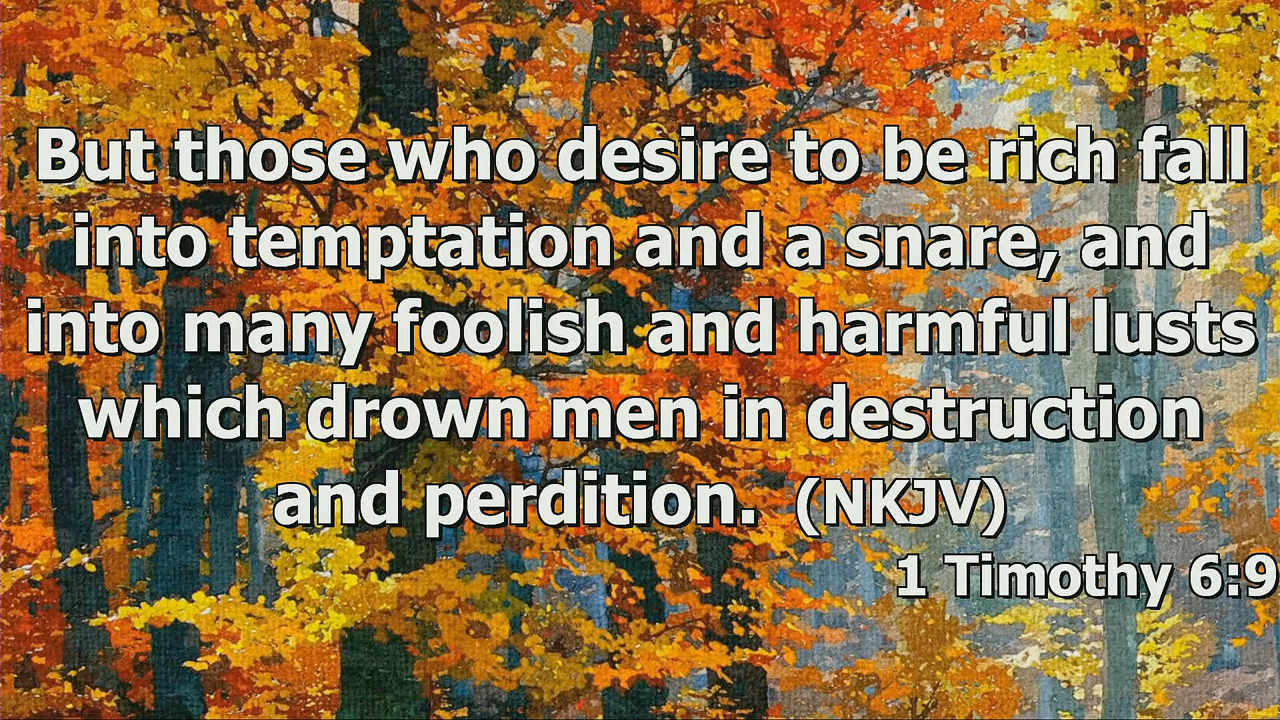 But those who desire to be rich fall
into temptation and a snare, and
into many foolish and harmful lusts
which drown men in destruction
and perdition. (NKJV)
1 Timothy 6:9